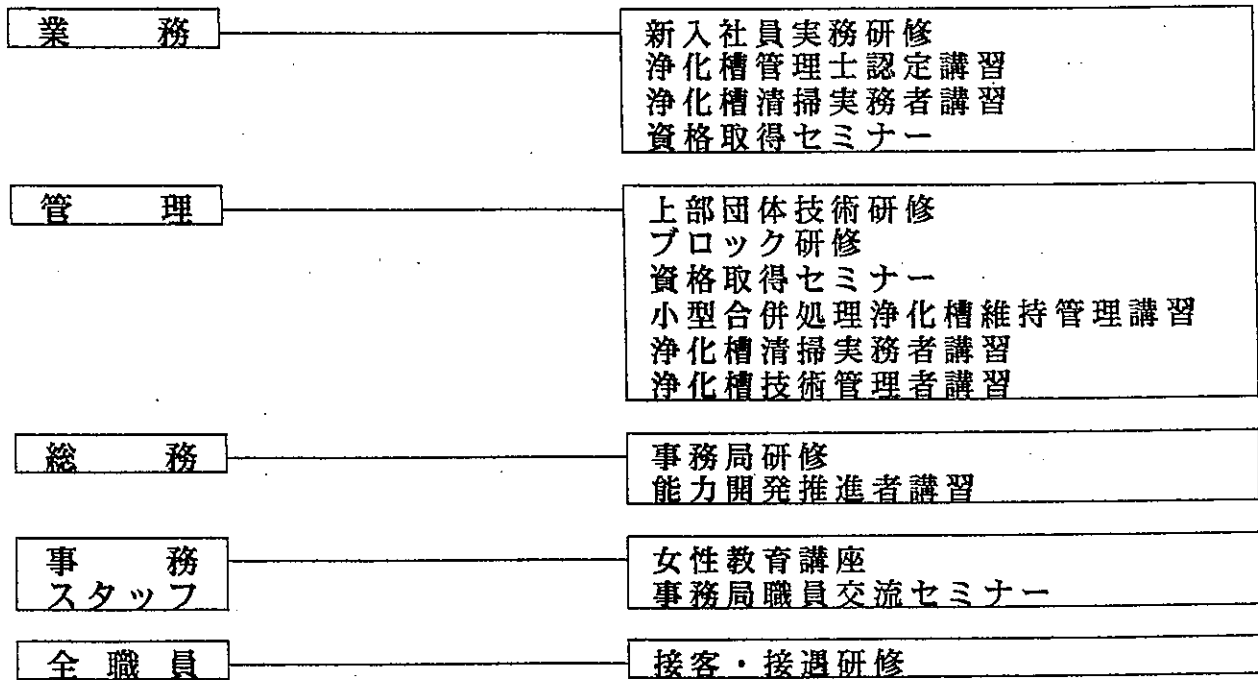 業務
新入社員実務研修
浄化槽管理士認定講習
浄化槽清掃実務者講習
資格取得セミナー
管理
上部団体技術研修
ブロック研修
資格取得セミナー
小型合併処理浄化槽維持管理講習
浄化槽清掃実務者講習
浄化槽技術管理者講習
総務
事務局研修
能力開発推進者講習
事務
スタッフ
女性教育講座
事務局職員交流セミナー
全職員
接客・接遇研修